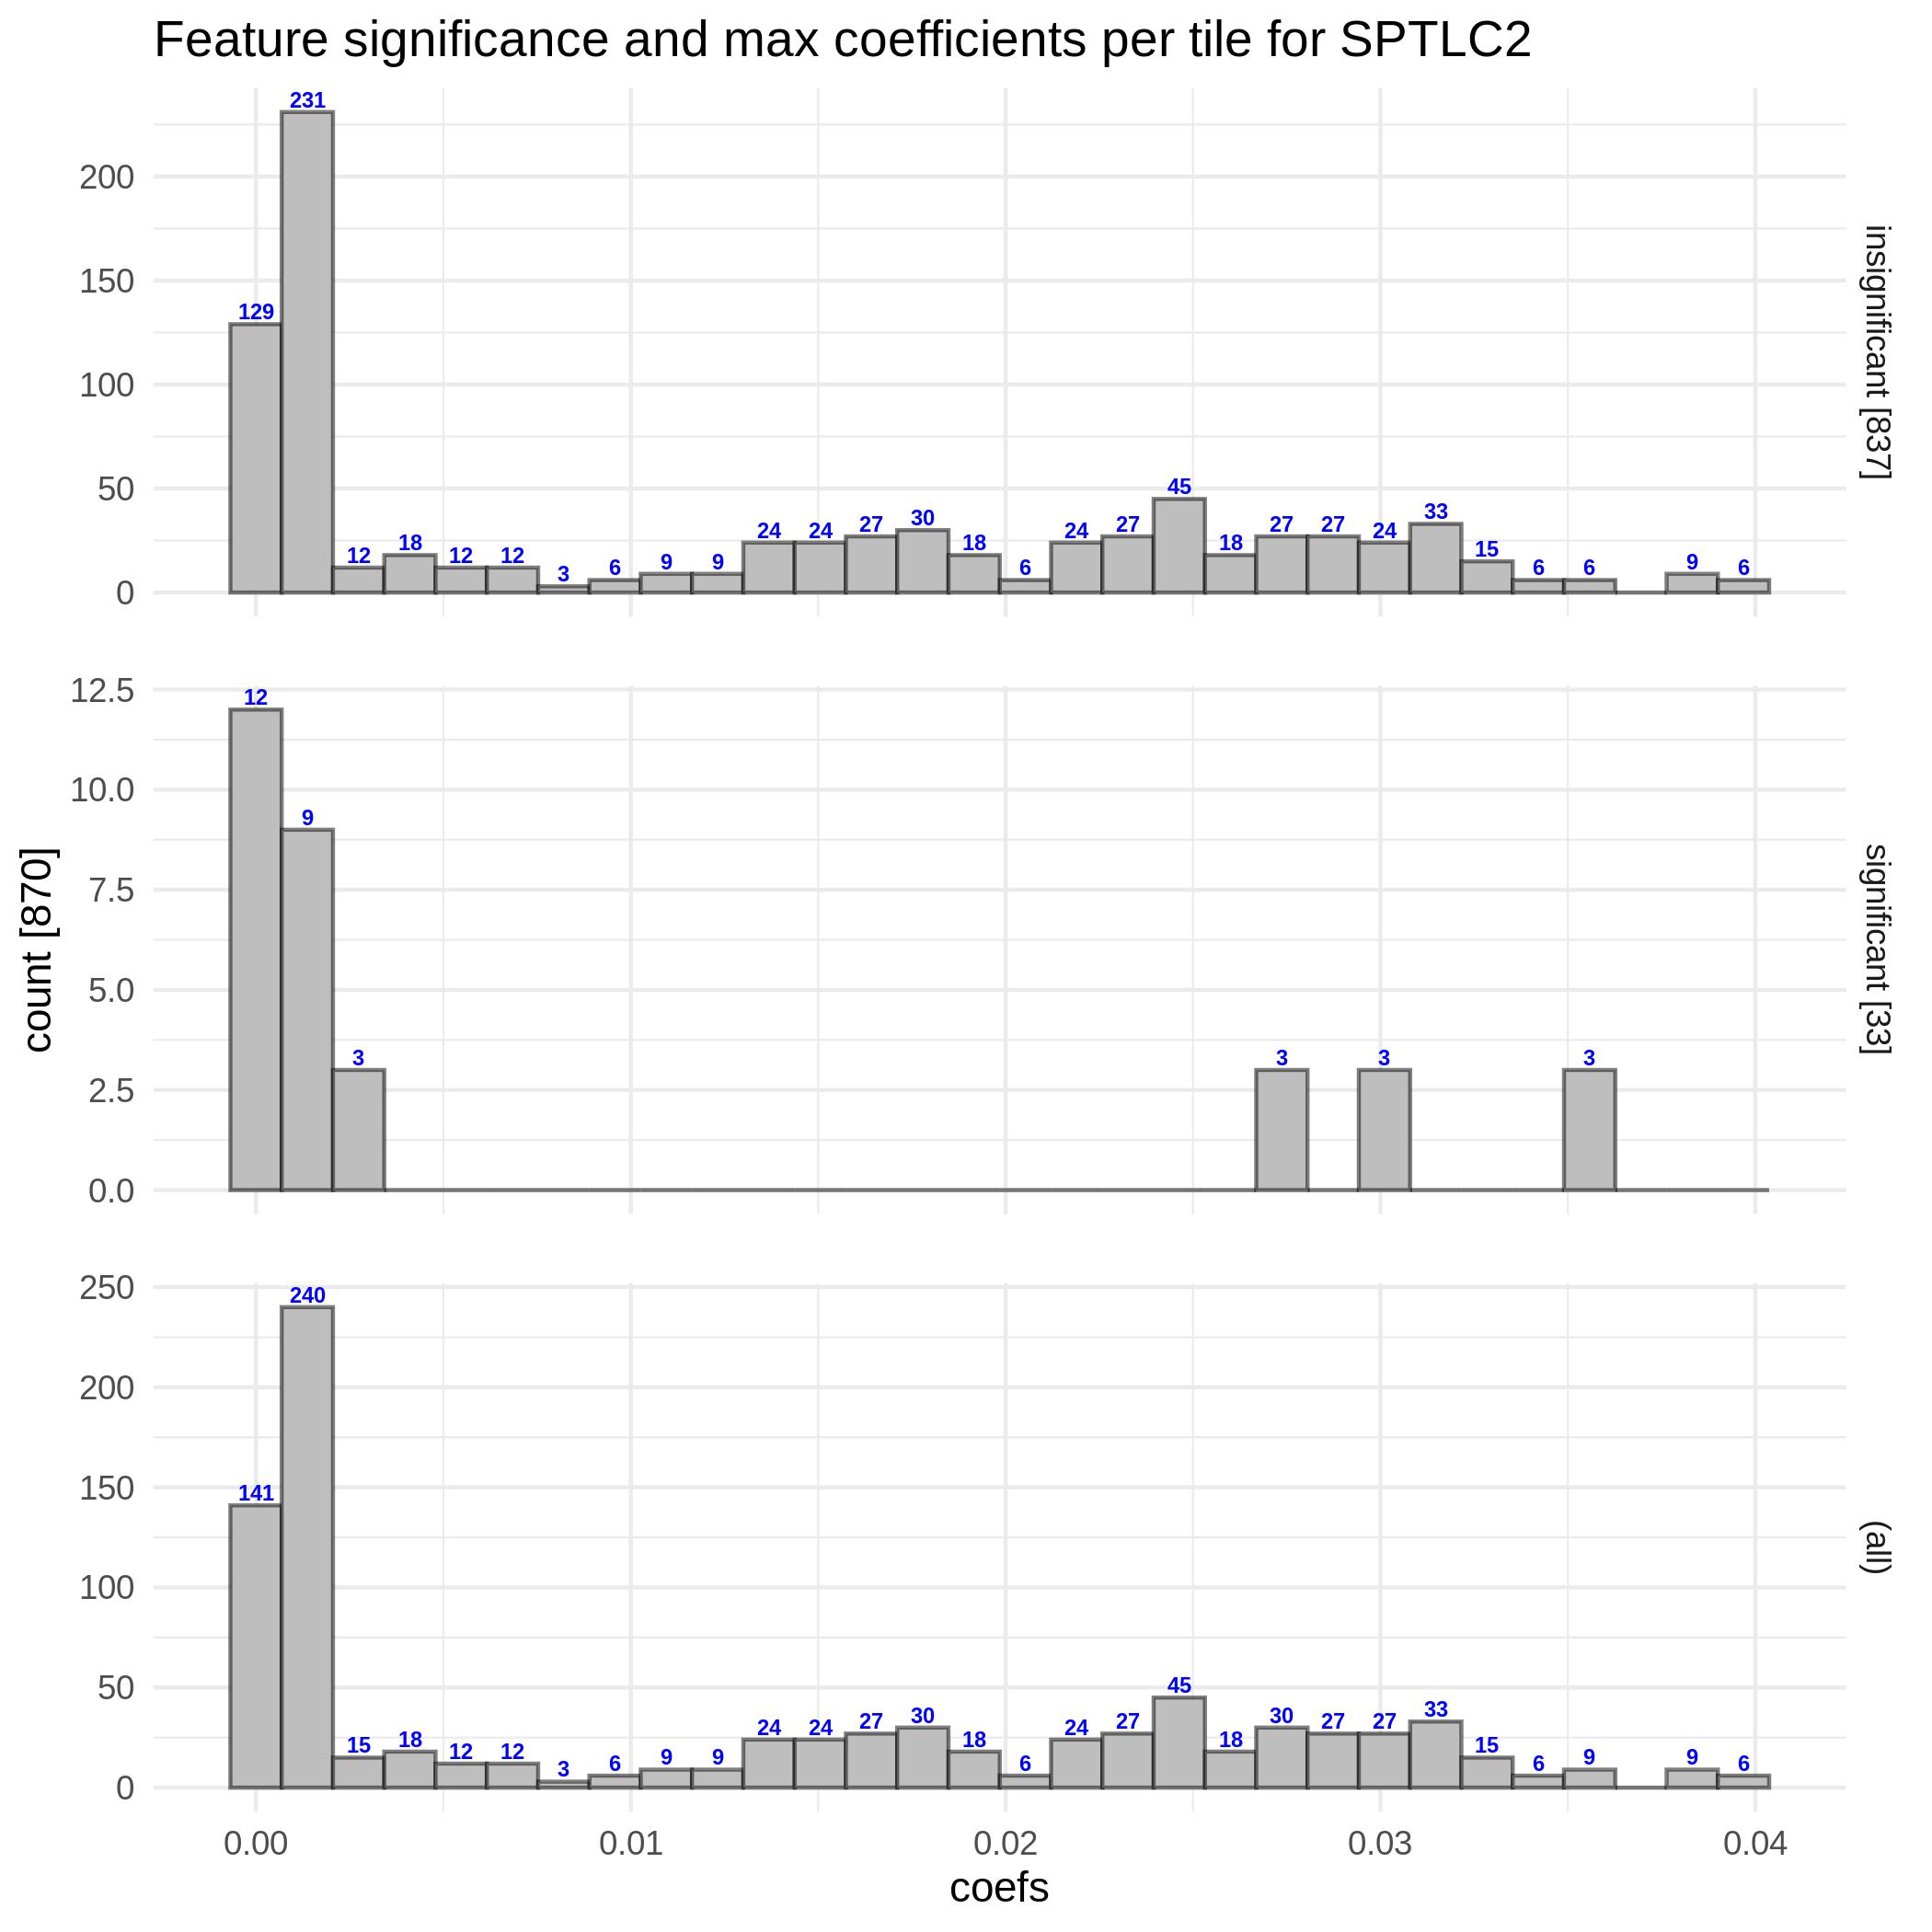 Feature significance and max coefficients per tile for SPTLC2
231
200
150
129
100
50
0
12 18 12 12 3 6 9 9 24 24 27 30 18 6 24 27 45 18 27 27 24 33 15 6 6 9 6
insignificant [837]
12.5
12
10.0
9
7.5
5.0
3 3 3 3
2.5
0.0
significant [33]
count [870]
250
240
200
150
141
100
50
0
15 18 12 12 3 6 9 9 24 24 27 30 18 6 24 27 45 18 30 27 27 33 15 6 9 9 6
(all)
0.00 0.01 0.02 0.03 0.04
coefs